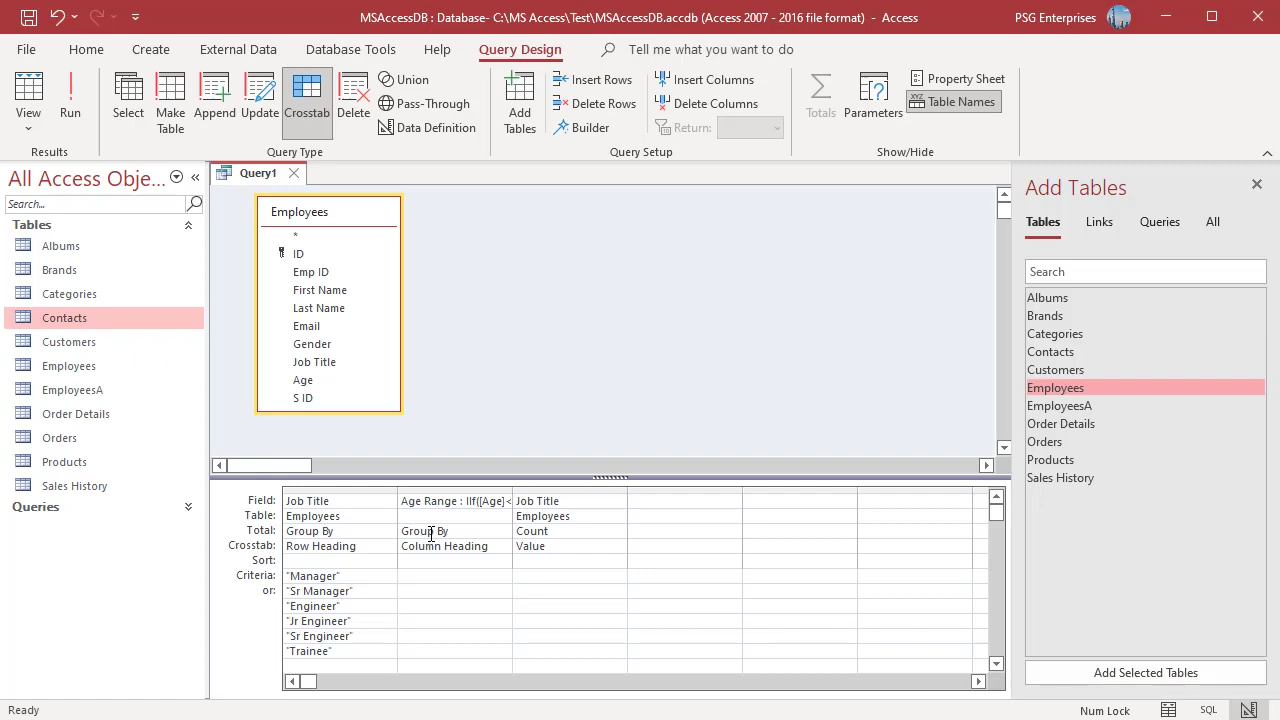 MSAccessDB : Database- C:\MS Access\Test\MSAccessDB.accdb (Access 2007 - 2016 file format) - Access
PSG Enterprises
File
Home
Create
External Data
Database Tools
Help
Query Design
Tell me what you want to do
View
Run
Results
Select
Make Table
Append
Update
Crosstab
Delete
Union
Pass-Through
Data Definition
Query Type
Add Tables
Insert Rows
Delete Rows
Builder
Insert Columns
Delete Columns
Return:
Query Setup
Totals
Parameters
Property Sheet
Table Names
Show/Hide
All Access Obje...
Search...
Tables
Albums
Brands
Categories
Contacts
Customers
Employees
EmployeesA
Order Details
Orders
Products
Sales History
Queries
Query1
Employees
*
ID
Emp ID
First Name
Last Name
Email
Gender
Job Title
Age
S ID
Field: Job Title Age Range : IIf([Age]< Job Title
Table: Employees Employees
Total: Group By Group By Count
Crosstab: Row Heading Column Heading Value
Sort:
Criteria: "Manager"
or: "Sr Manager"
"Engineer"
"Jr Engineer"
"Sr Engineer"
"Trainee"
Add Tables
Tables Links Queries All
Search
Albums
Brands
Categories
Contacts
Customers
Employees
EmployeesA
Order Details
Orders
Products
Sales History
Add Selected Tables
Ready
Num Lock
SQL